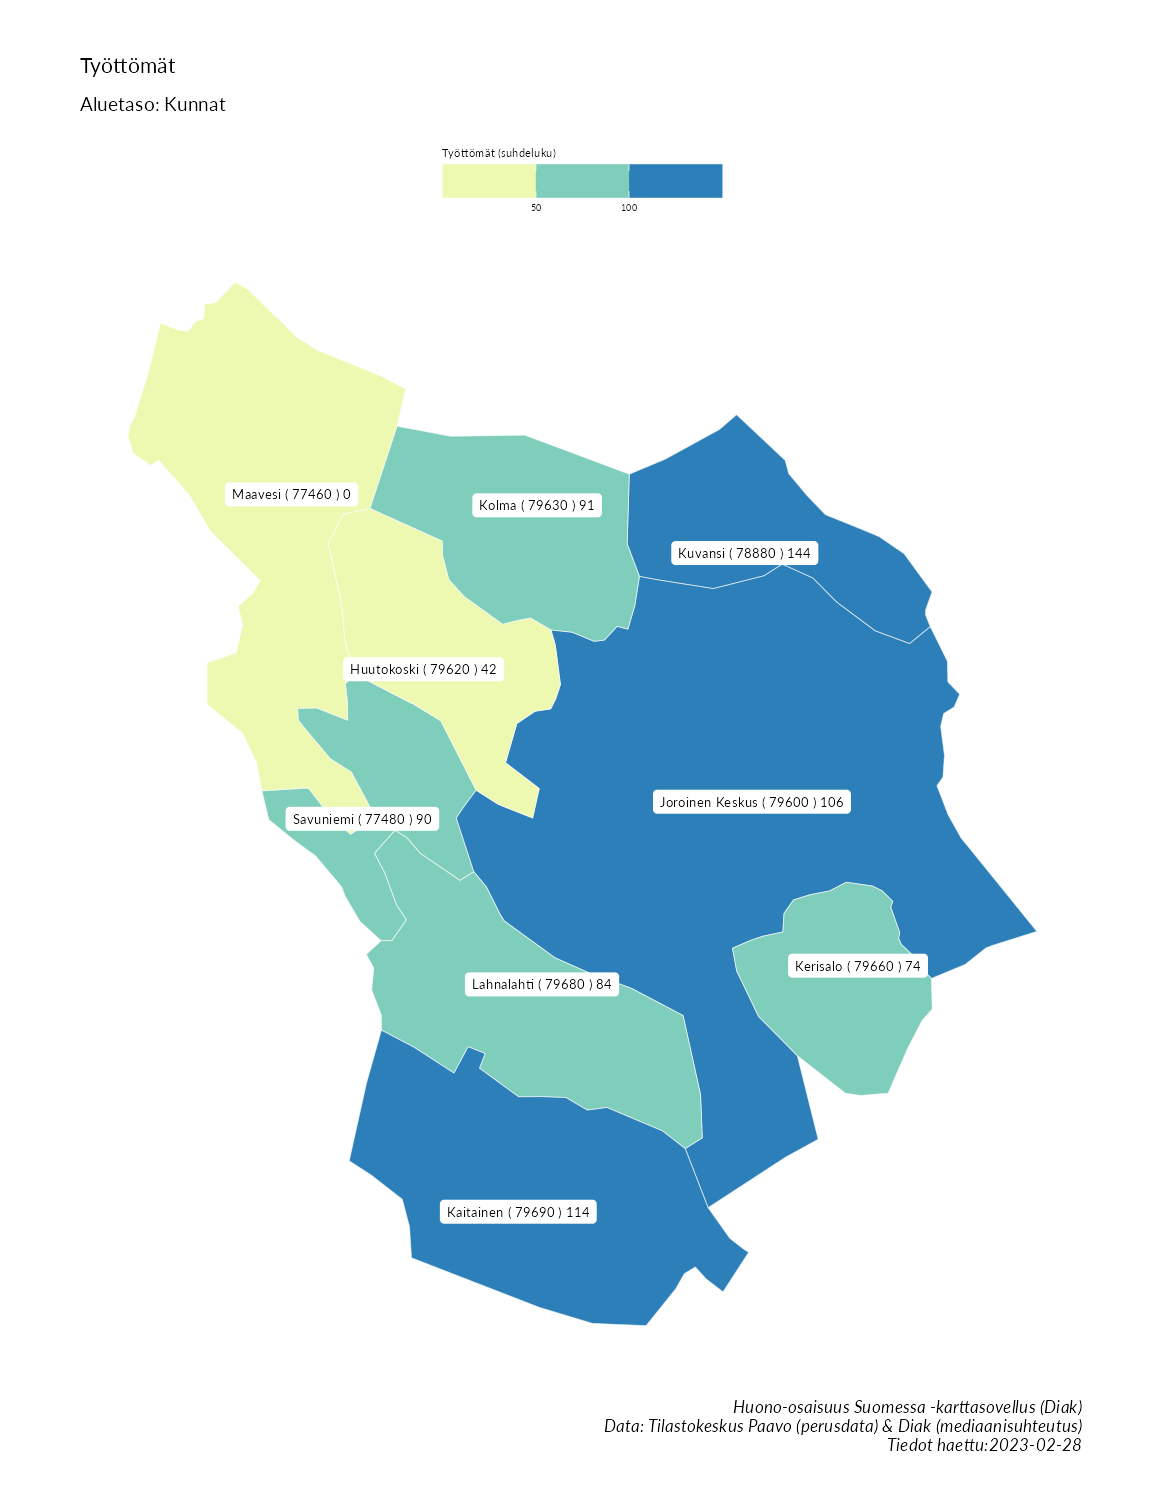 Työttömät
Aluetaso: Kunnat
Työttömät (suhdeluku)
50 100
Maavesi ( 77460 ) 0
Kolma ( 79630 ) 91
Kuvansi ( 78880 ) 144
Huutokoski ( 79620 ) 42
Joroinen Keskus ( 79600 ) 106
Savuniemi ( 77480 ) 90
Kerisalo ( 79660 ) 74
Lahnalahti ( 79680 ) 84
Kaitainen ( 79690 ) 114
Huono-osaisuus Suomessa -karttasovellus (Diak)
Data: Tilastokeskus Paavo (perusdata) & Diak (mediaanisuhteutus)
Tiedot haettu:2023-02-28